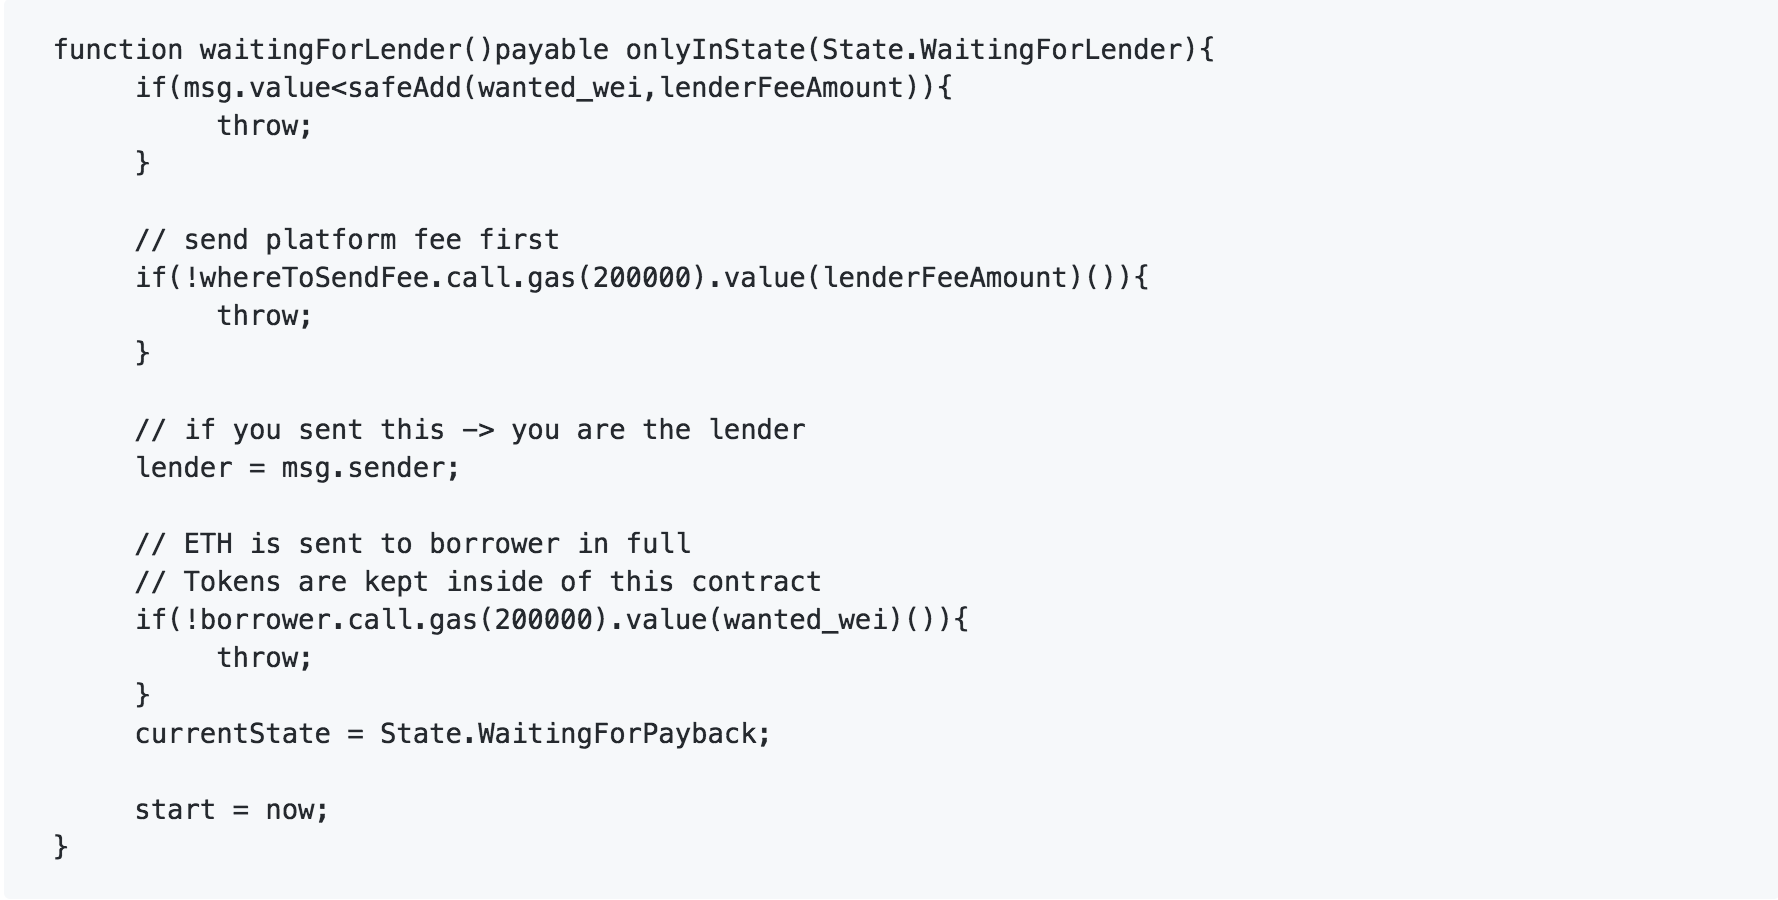 function waitingForLender()payable onlyInState(State.WaitingForLender){
if(msg.value<safeAdd(wanted_wei,lenderFeeAmount)){
throw;
}
// send platform fee first
if(!whereToSendFee.call.gas(200000).value(lenderFeeAmount)()){
throw;
}
// if you sent this -> you are the lender
lender = msg.sender;
// ETH is sent to borrower in full
// Tokens are kept inside of this contract
if(!borrower.call.gas(200000).value(wanted_wei)()){
throw;
}
currentState = State.WaitingForPayback;
start = now;
}